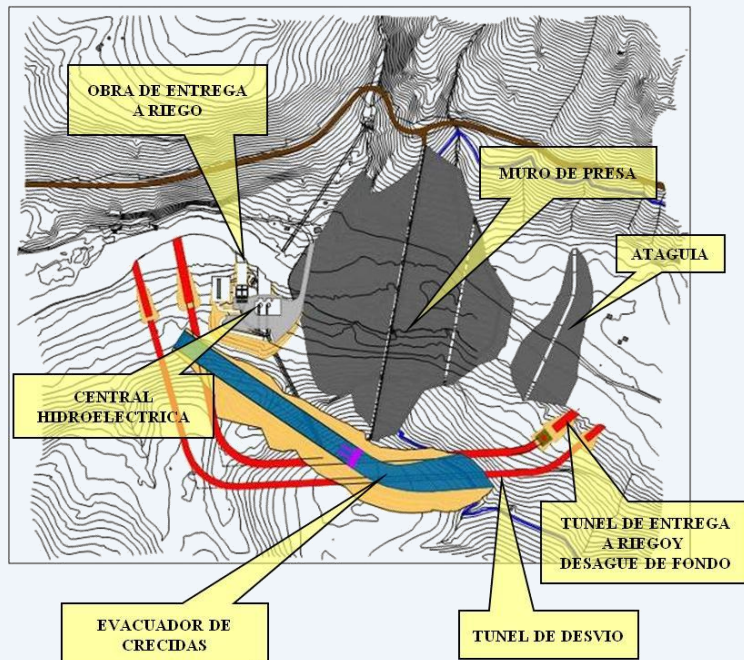 OBRA DE ENTREGA
A RIEGO
MURO DE PRESA
ATAGUIA
CENTRAL
HIDROELECTRICA
TUNEL DE ENTREGA
A RIEGOY
DESAGUE DE FONDO
EVACUADOR DE
CRECIDAS
TUNEL DE DESVIO